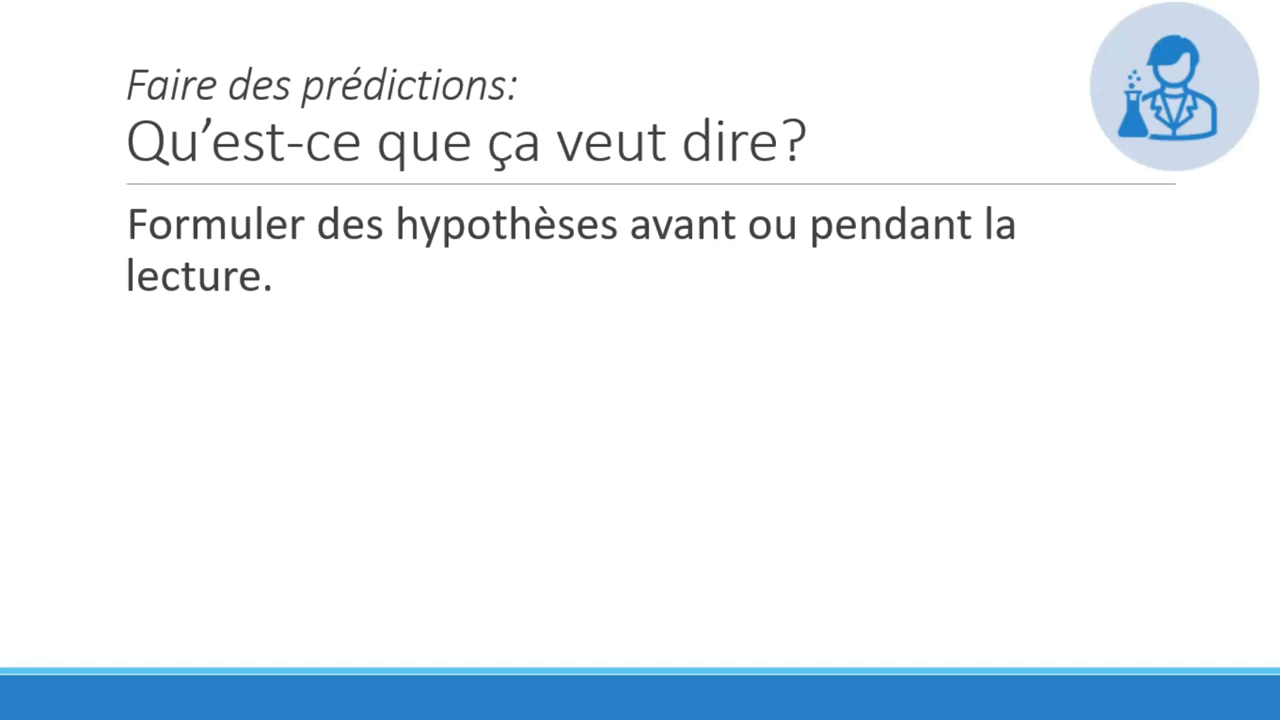 Faire des prédictions:
Qu’est-ce que ça veut dire?
Formuler des hypothèses avant ou pendant la
lecture.